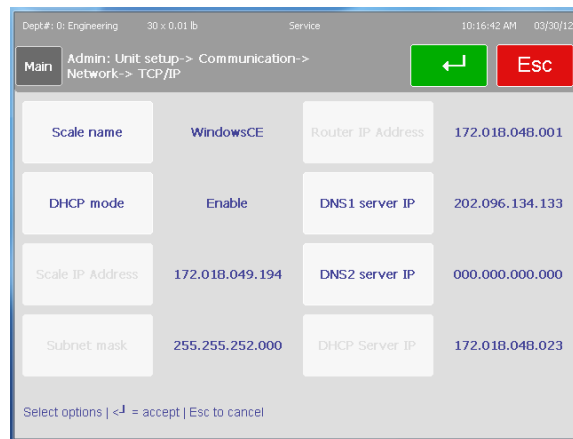 Dept#: 0: Engineering 30 x 0.01 lb Service 10:16:42 AM 03/30/12
Main Admin: Unit setup-> Communication-> Esc
Network-> TCP/IP
Scale name WindowsCE Router IP Address 172.018.048.001
DHCP mode Enable DNS1 server IP 202.096.134.133
Scale IP Address 172.018.049.194 DNS2 server IP 000.000.000.000
Subnet mask 255.255.252.000 DHCP Server IP 172.018.048.023
Select options | <┘ = accept | Esc to cancel